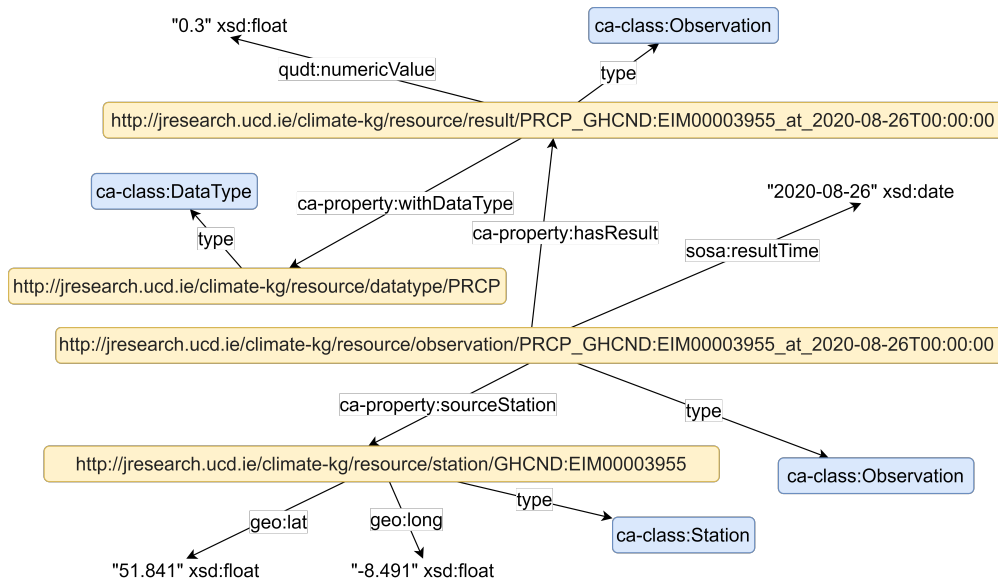 "0.3" xsd:float
ca-class:Observation
qudt:numericValue
type
http://jresearch.ucd.ie/climate-kg/resource/result/PRCP_GHCND:EIM00003955_at_2020-08-26T00:00:00
ca-class:DataType
ca-property:withDataType
"2020-08-26" xsd:date
type
ca-property:hasResult
sosa:resultTime
http://jresearch.ucd.ie/climate-kg/resource/datatype/PRCP
http://jresearch.ucd.ie/climate-kg/resource/observation/PRCP_GHCND:EIM00003955_at_2020-08-26T00:00:00
ca-property:sourceStation
type
http://jresearch.ucd.ie/climate-kg/resource/station/GHCND:EIM00003955
ca-class:Observation
geo:lat
geo:long
type
ca-class:Station
"51.841" xsd:float
"-8.491" xsd:float